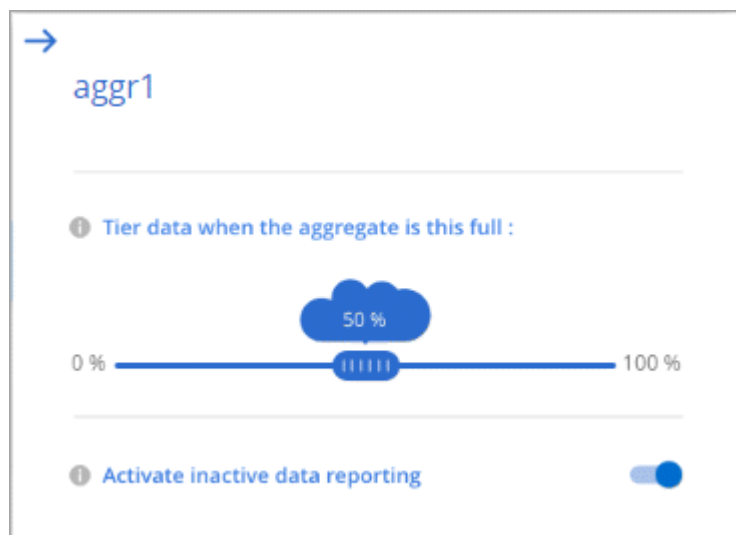 aggr1
Tier data when the aggregate is this full :
50 %
0 % 100 %
Activate inactive data reporting